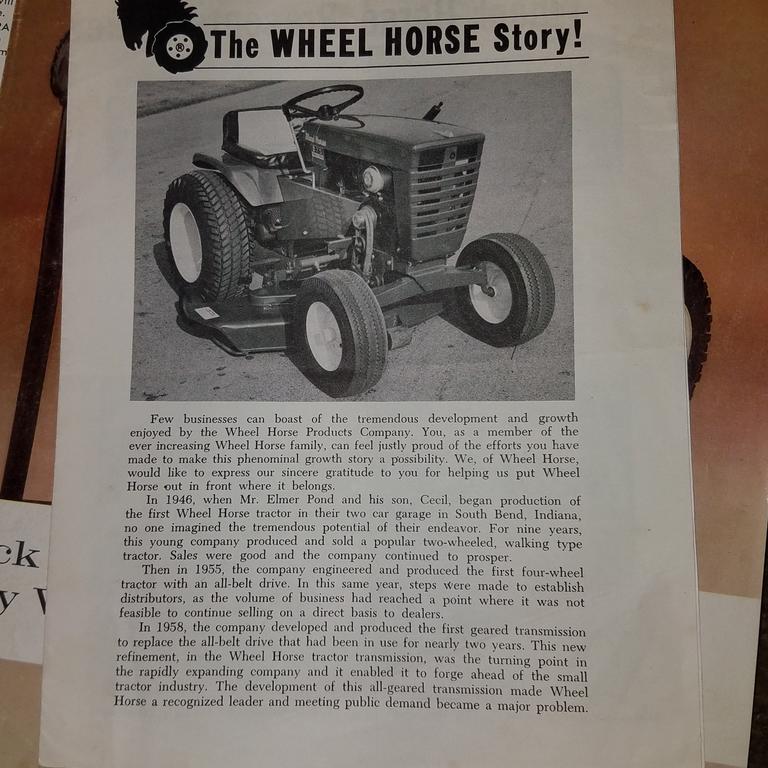 The WHEEL HORSE Story!
®
Few businesses can boast of the tremendous development and growth
enjoyed by the Wheel Horse Products Company. You, as a member of the
ever increasing Wheel Horse family, can feel justly proud of the efforts you have
made to make this phenomenal growth story a possibility. We, of Wheel Horse,
would like to express our sincere gratitude to you for helping us put Wheel
Horse out in front where it belongs.
In 1946, when Mr. Elmer Pond and his son, Cecil, began production of
the first Wheel Horse tractor in their two car garage in South Bend, Indiana,
no one imagined the tremendous potential of their endeavor. For nine years,
this young company produced and sold a popular two-wheeled, walking type
tractor. Sales were good and the company continued to prosper.
Then in 1955, the company engineered and produced the first four-wheel
tractor with an all-belt drive. In this same year, steps were made to establish
distributors, as the volume of business had reached a point where it was not
feasible to continue selling on a direct basis to dealers.
In 1958, the company developed and produced the first geared transmission
to replace the all-belt drive that had been in use for nearly two years. This new
refinement, in the Wheel Horse tractor transmission, was the turning point in
the rapidly expanding company and it enabled it to forge ahead of the small
tractor industry. The development of this all-geared transmission made Wheel
Horse a recognized leader and meeting public demand became a major problem.
ck
y